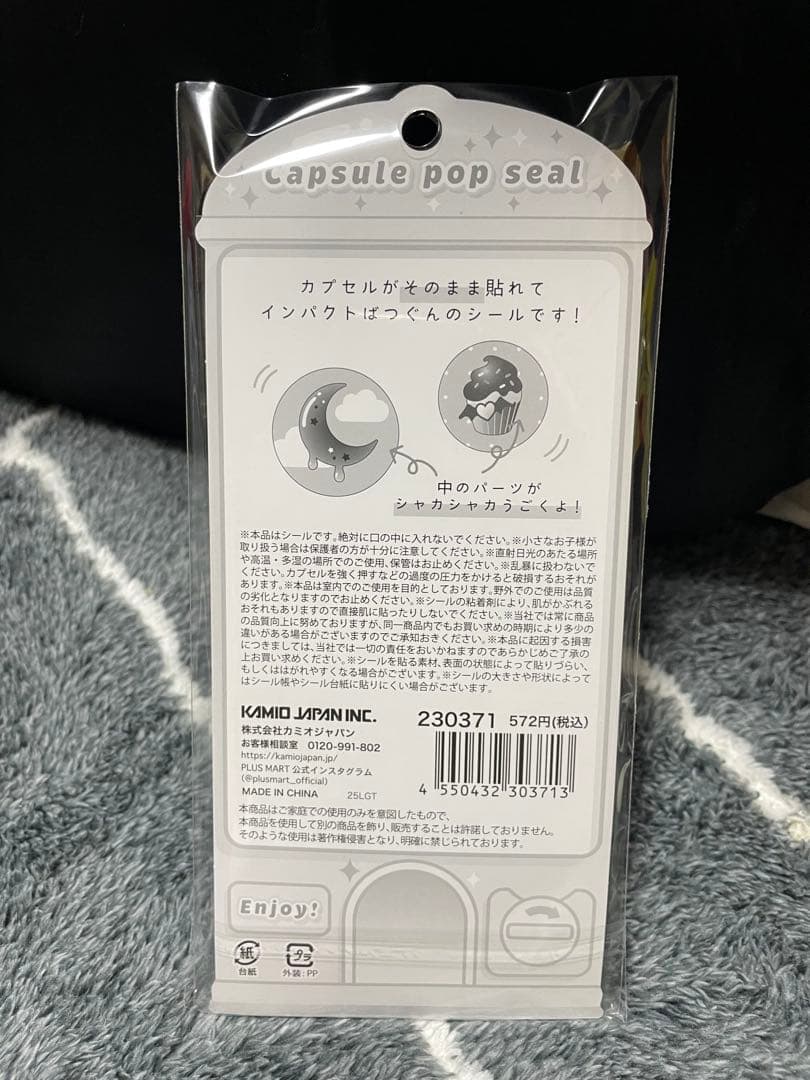 Capsule pop seal
カプセルがそのまま貼れて
インパクトばつぐんのシールです!
中のパーツが
シャカシャカうごくよ!
※本品はシールです。絶対に口の中に入れないでください。※小さなお子様が
取り扱う場合は保護者の方が十分に注意してください。※直射日光のあたる場所
や高温・多湿の場所でのご使用、保管はお止めください。※乱暴に扱わないで
ください。カプセルを強く押すなどの過度の圧力をかけると破損するおそれが
あります。※本品は室内でのご使用を目的としております。野外でのご使用は品質
の劣化となりますのでお止めください。※シールの粘着剤により、肌がかぶれる
おそれもありますので直接肌に貼ったりしないでください。※当社では常に商品
の品質向上に努めておりますが、同一商品内でもお買い求めの時期により多少の
違いがある場合がございますのでご承知おきください。※本品に起因する損害
につきましては、当社では一切の責任をおいかねますのであらかじめご了承の
上お買い求めください。※シールを貼る素材、表面の状態によって貼りづらい、
もしくははがれやすくなる場合がございます。※シールの大きさや形状によって
はシール帳やシール台紙に貼りにくい場合がございます。
KAMIO JAPAN INC.
株式会社カミオジャパン
お客様相談室 0120-991-802
https://kamiojapan.jp/
PLUS MART 公式インスタグラム
(@plusmart_official)
MADE IN CHINA 25LGT
230371 572円(税込)
4 550432 303713
本商品はご家庭での使用のみを意図したもので、
本商品を使用して別の商品を飾り、販売することは許諾しておりません。
そのような使用は著作権侵害となり、明確に禁じられております。
Enjoy!
紙
台紙
プラ
外装:PP